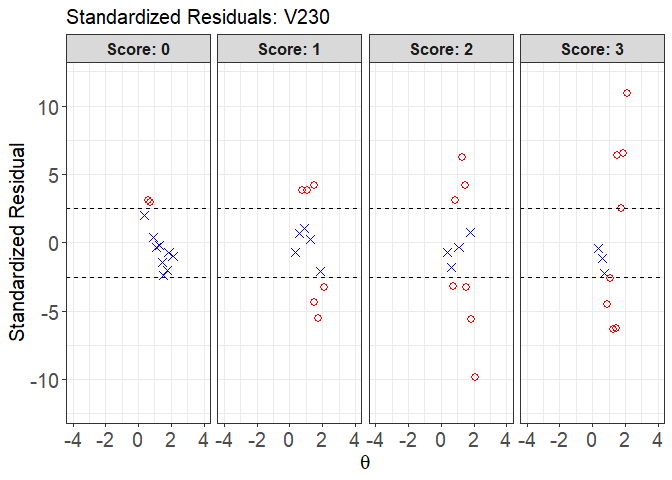 Standardized Residuals: V230
Score: 0 Score: 1 Score: 2 Score: 3
Standardized Residual
10
5
0
-5
-10
-4 -2 0 2 4 -4 -2 0 2 4 -4 -2 0 2 4 -4 -2 0 2 4
θ